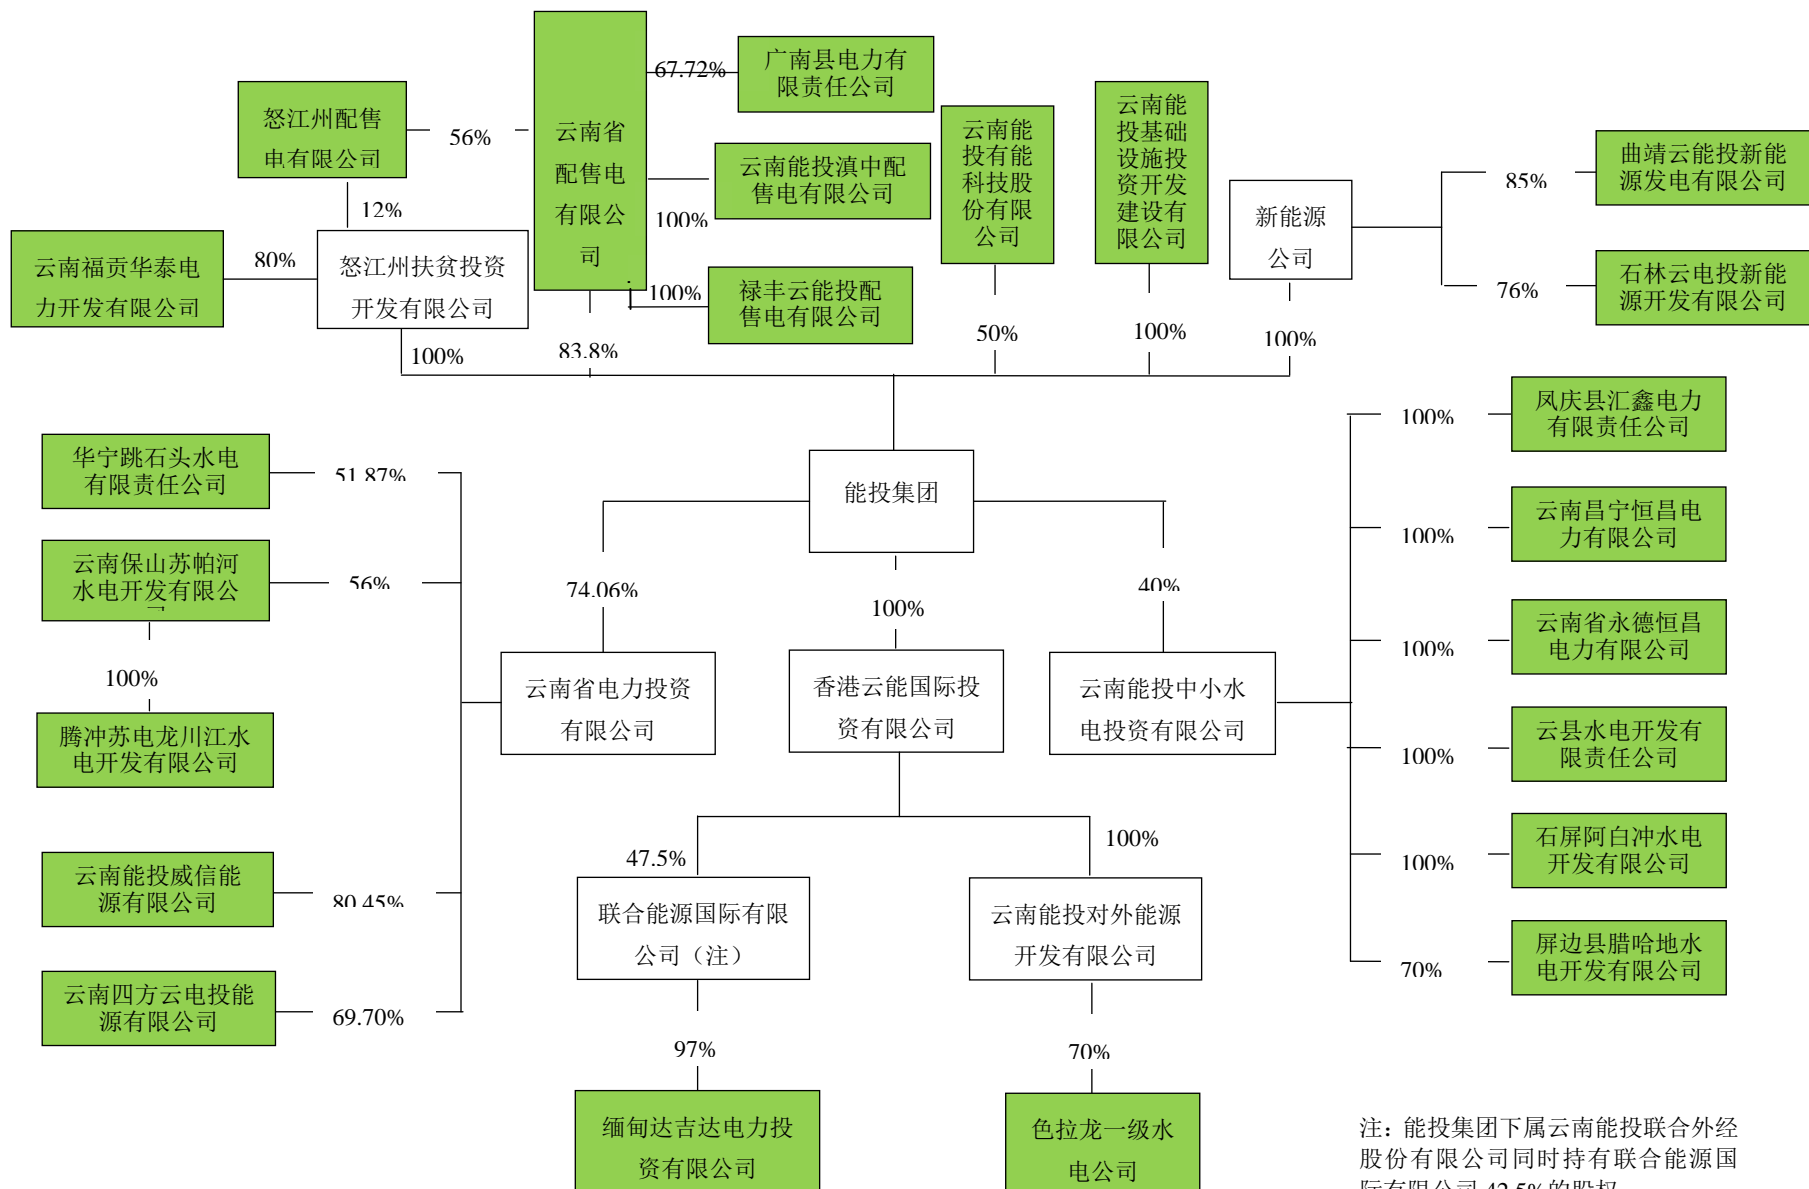 广南县电力有
限责任公司
67.72%
怒江州配售
电有限公司
56%
云南省
配售电
有限公
司
云南能投滇中配
售电有限公司
100%
禄丰云能投配
售电有限公司
100%
83.8%
云南能
投有能
科技股
份有限
公司
50%
云南能
投基础
设施投
资开发
建设有
限公司
100%
新能源
公司
100%
85%
曲靖云能投新能
源发电有限公司
76%
石林云电投新能
源开发有限公司
12%
云南福贡华泰电
力开发有限公司
80%
怒江州扶贫投资
开发有限公司
100%
能投集团
华宁跳石头水电
有限责任公司
51.87%
云南保山苏帕河
水电开发有限公
司
56%
100%
腾冲苏电龙川江水
电开发有限公司
云南能投威信能
源有限公司
80.45%
云南四方云电投能
源有限公司
69.70%
74.06%
云南省电力投资
有限公司
100%
香港云能国际投
资有限公司
40%
云南能投中小水
电投资有限公司
100%
凤庆县汇鑫电力
有限责任公司
100%
云南昌宁恒昌电
力有限公司
100%
云南省永德恒昌
电力有限公司
100%
云县水电开发有
限责任公司
100%
石屏阿白冲水电
开发有限公司
70%
屏边县腊哈地水
电开发有限公司
47.5%
联合能源国际有限
公司（注）
100%
云南能投对外能源
开发有限公司
97%
缅甸达吉达电力投
资有限公司
70%
色拉龙一级水
电公司
注：能投集团下属云南能投联合外经
股份有限公司同时持有联合能源国
际有限公司 42.5%的股权